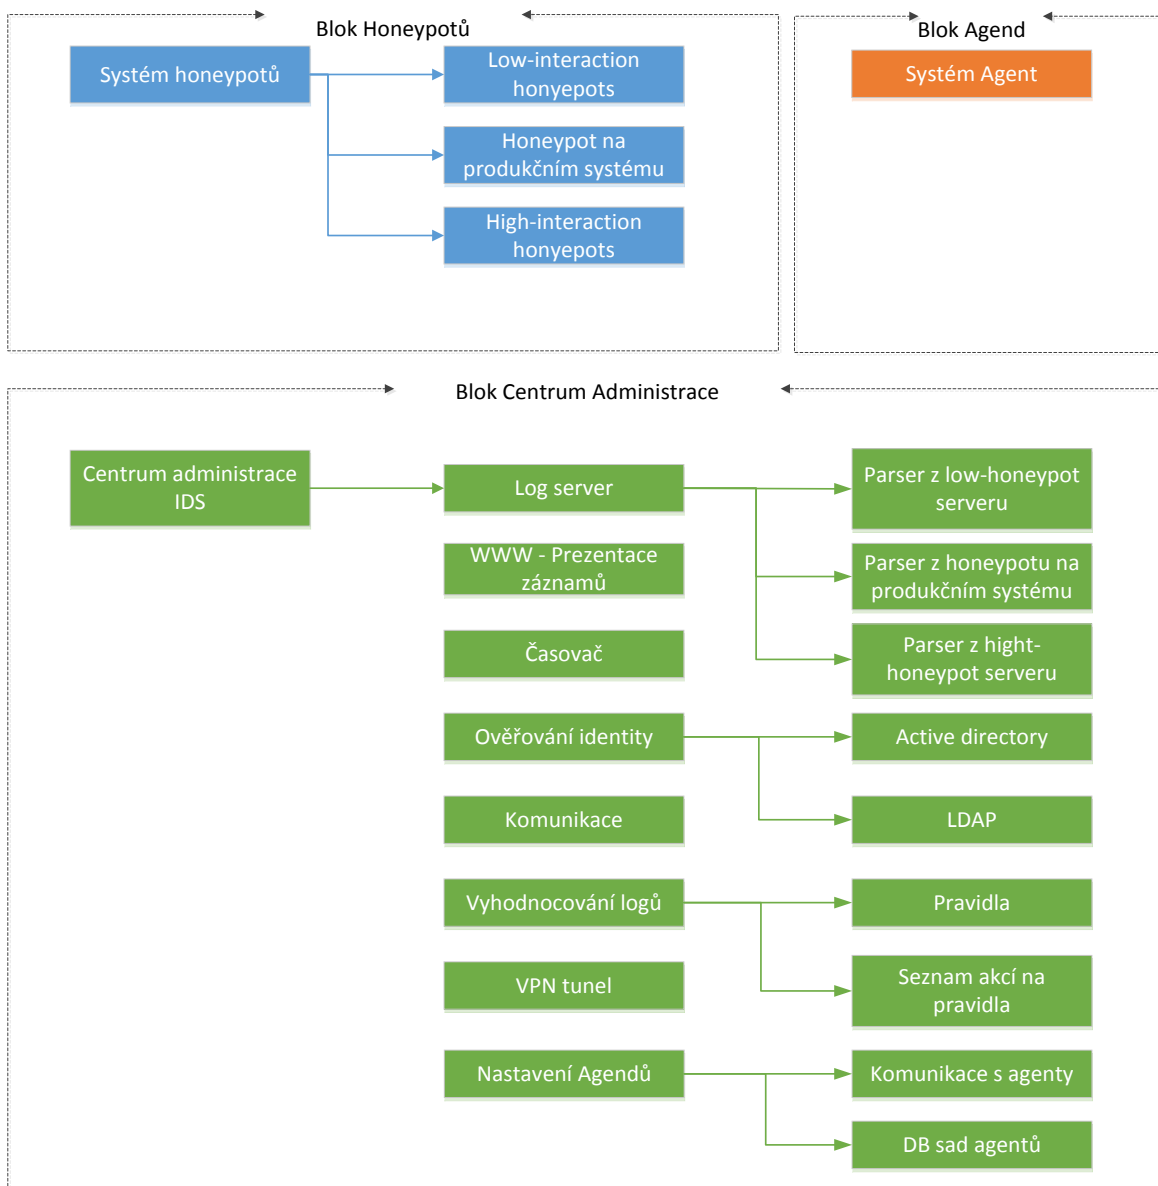 Blok Honeypotů
Systém honeypotů
Low-interaction
honyepots
Honeypot na
produkčním systému
High-interaction
honyepots
Blok Agend
Systém Agent
Blok Centrum Administrace
Centrum administrace
IDS
Log server
Parser z low-honeypot
serveru
WWW - Prezentace
záznamů
Parser z honeypotu na
produkčním systému
Časovač
Parser z hight-
honeypot serveru
Ověřování identity
Active directory
Komunikace
LDAP
Vyhodnocování logů
Pravidla
VPN tunel
Seznam akcí na
pravidla
Nastavení Agendů
Komunikace s agenty
DB sad agentů